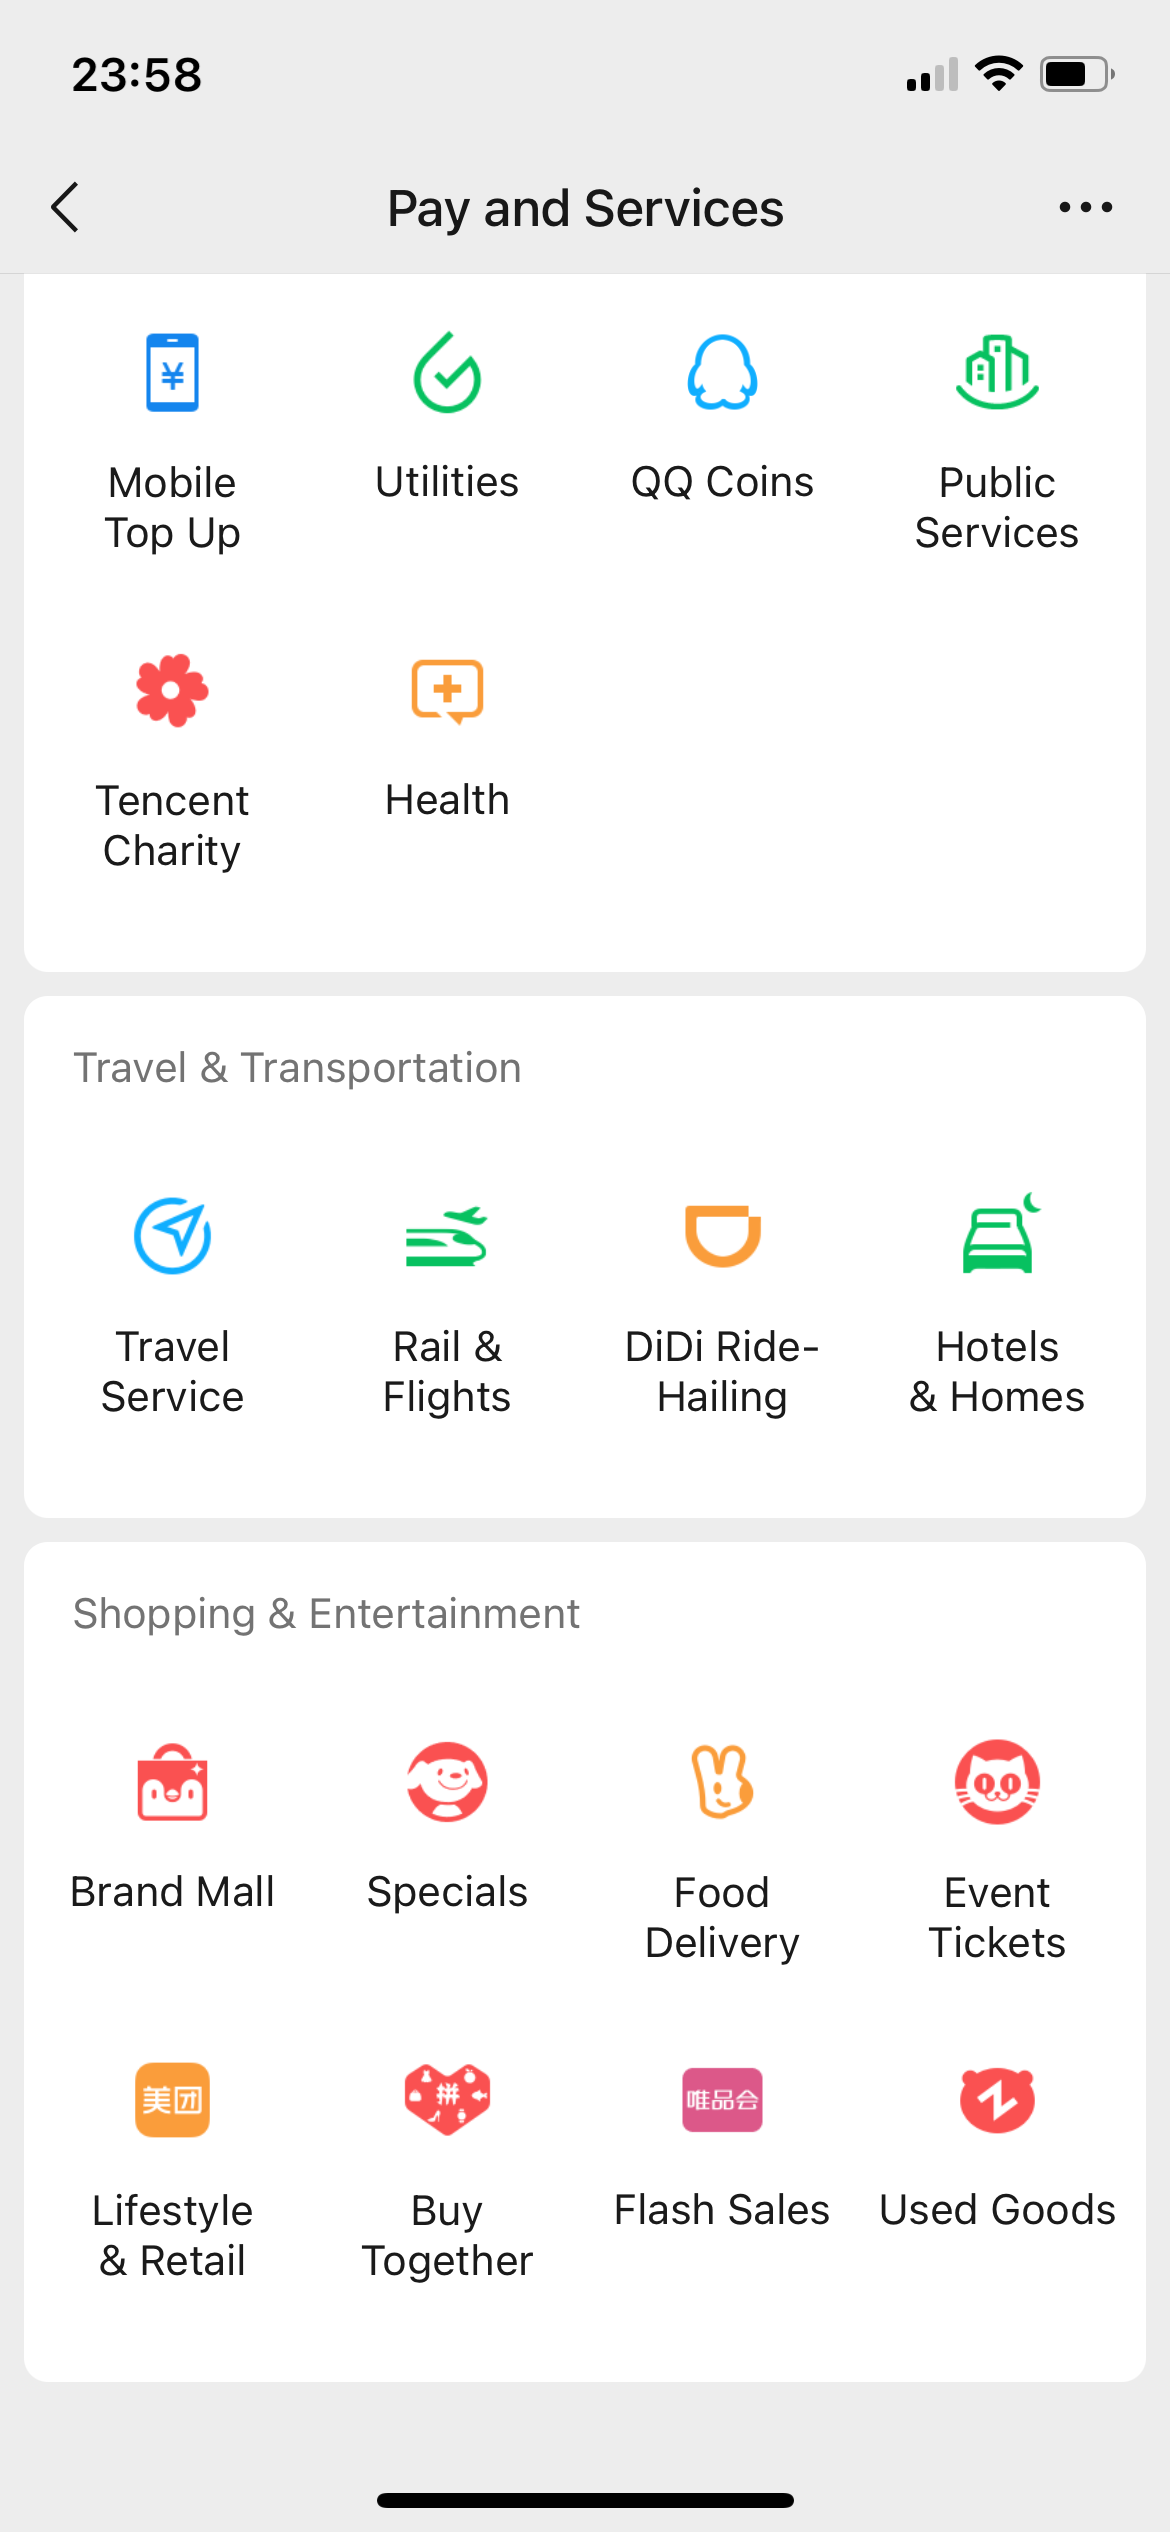 23:58
Pay and Services
¥
Mobile
Top Up
Utilities
QQ Coins
Public
Services
Tencent
Charity
Health
Travel & Transportation
Travel
Service
Rail &
Flights
DiDi Ride-
Hailing
Hotels
& Homes
Shopping & Entertainment
Brand Mall
Specials
Food
Delivery
Event
Tickets
美团
Lifestyle
& Retail
拼
Buy
Together
唯品会
Flash Sales
Used Goods